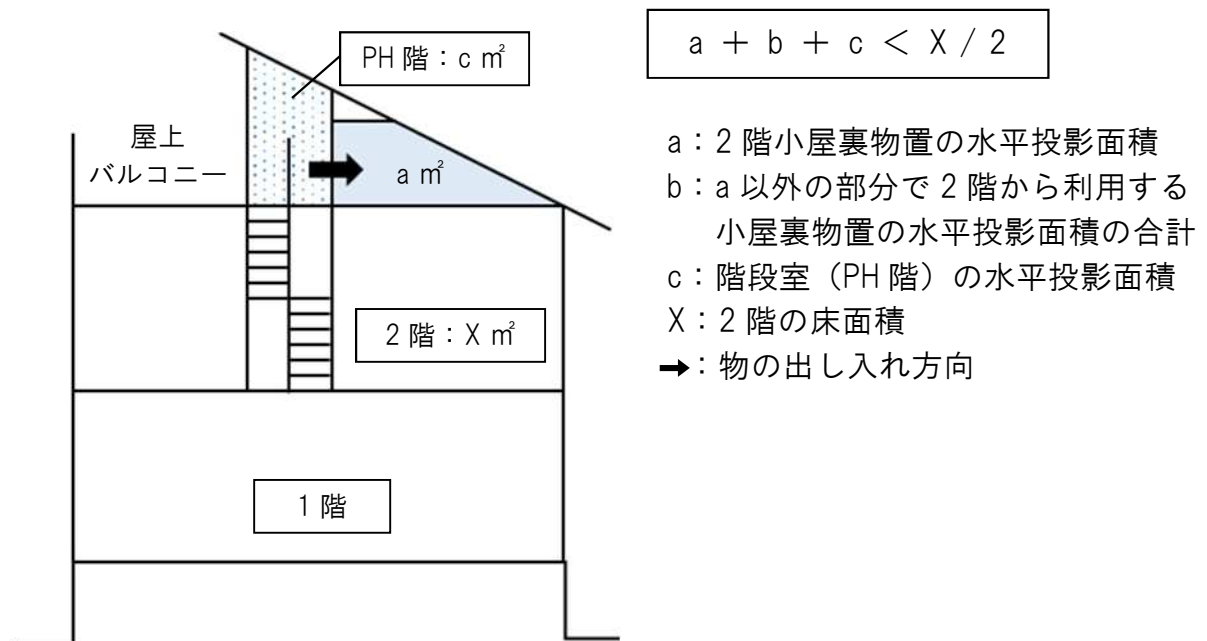 PH階：c㎡
a ＋ b ＋ c ＜ X / 2
屋上
バルコニー
a㎡
2階：X㎡
1階
a：2階小屋裏物置の水平投影面積
b：a以外の部分で2階から利用する
小屋裏物置の水平投影面積の合計
c：階段室（PH階）の水平投影面積
X：2階の床面積
➡：物の出し入れ方向